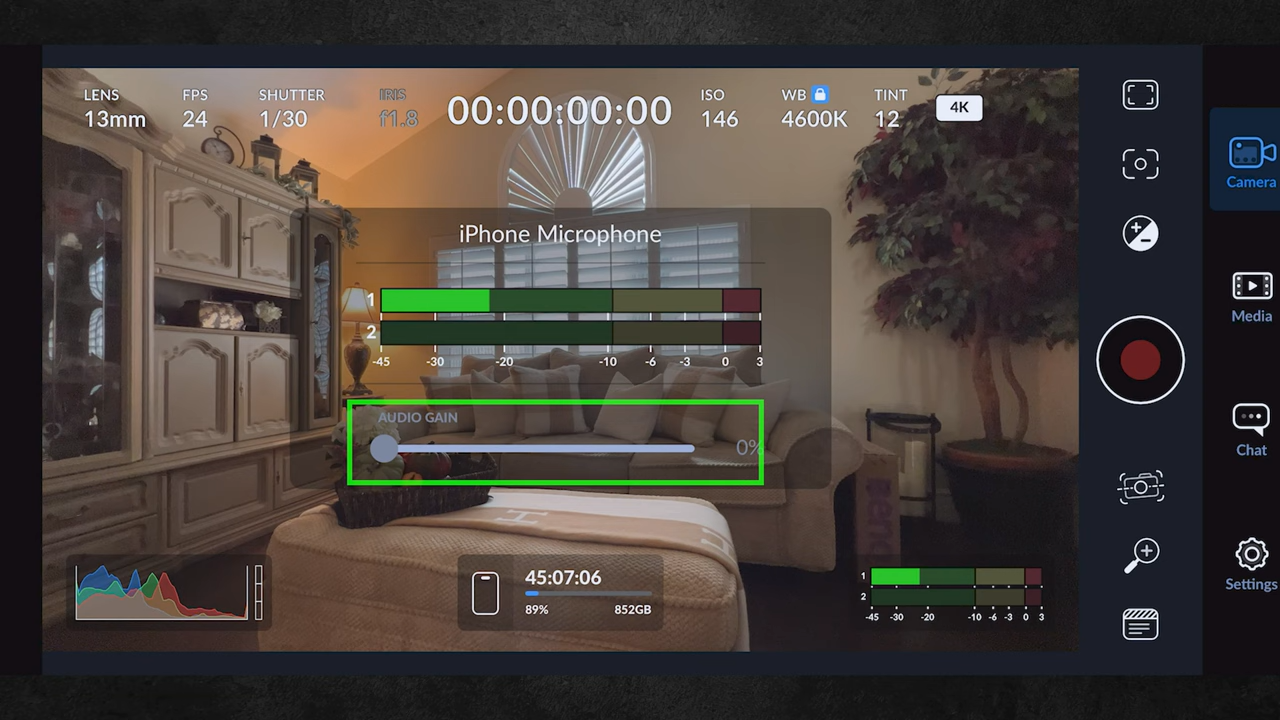 LENS FPS SHUTTER IRIS 00:00:00:00 ISO WB TINT 4K
13mm 24 1/30 f1.8 146 4600K 12
Camera
iPhone Microphone
1
2
-45 -30 -20 -10 -6 -3 0 3
Media
AUDIO GAIN
0%
Chat
45:07:06
89% 852GB
1
2
-45 -30 -20 -10 -6 -3 0 3
Settings